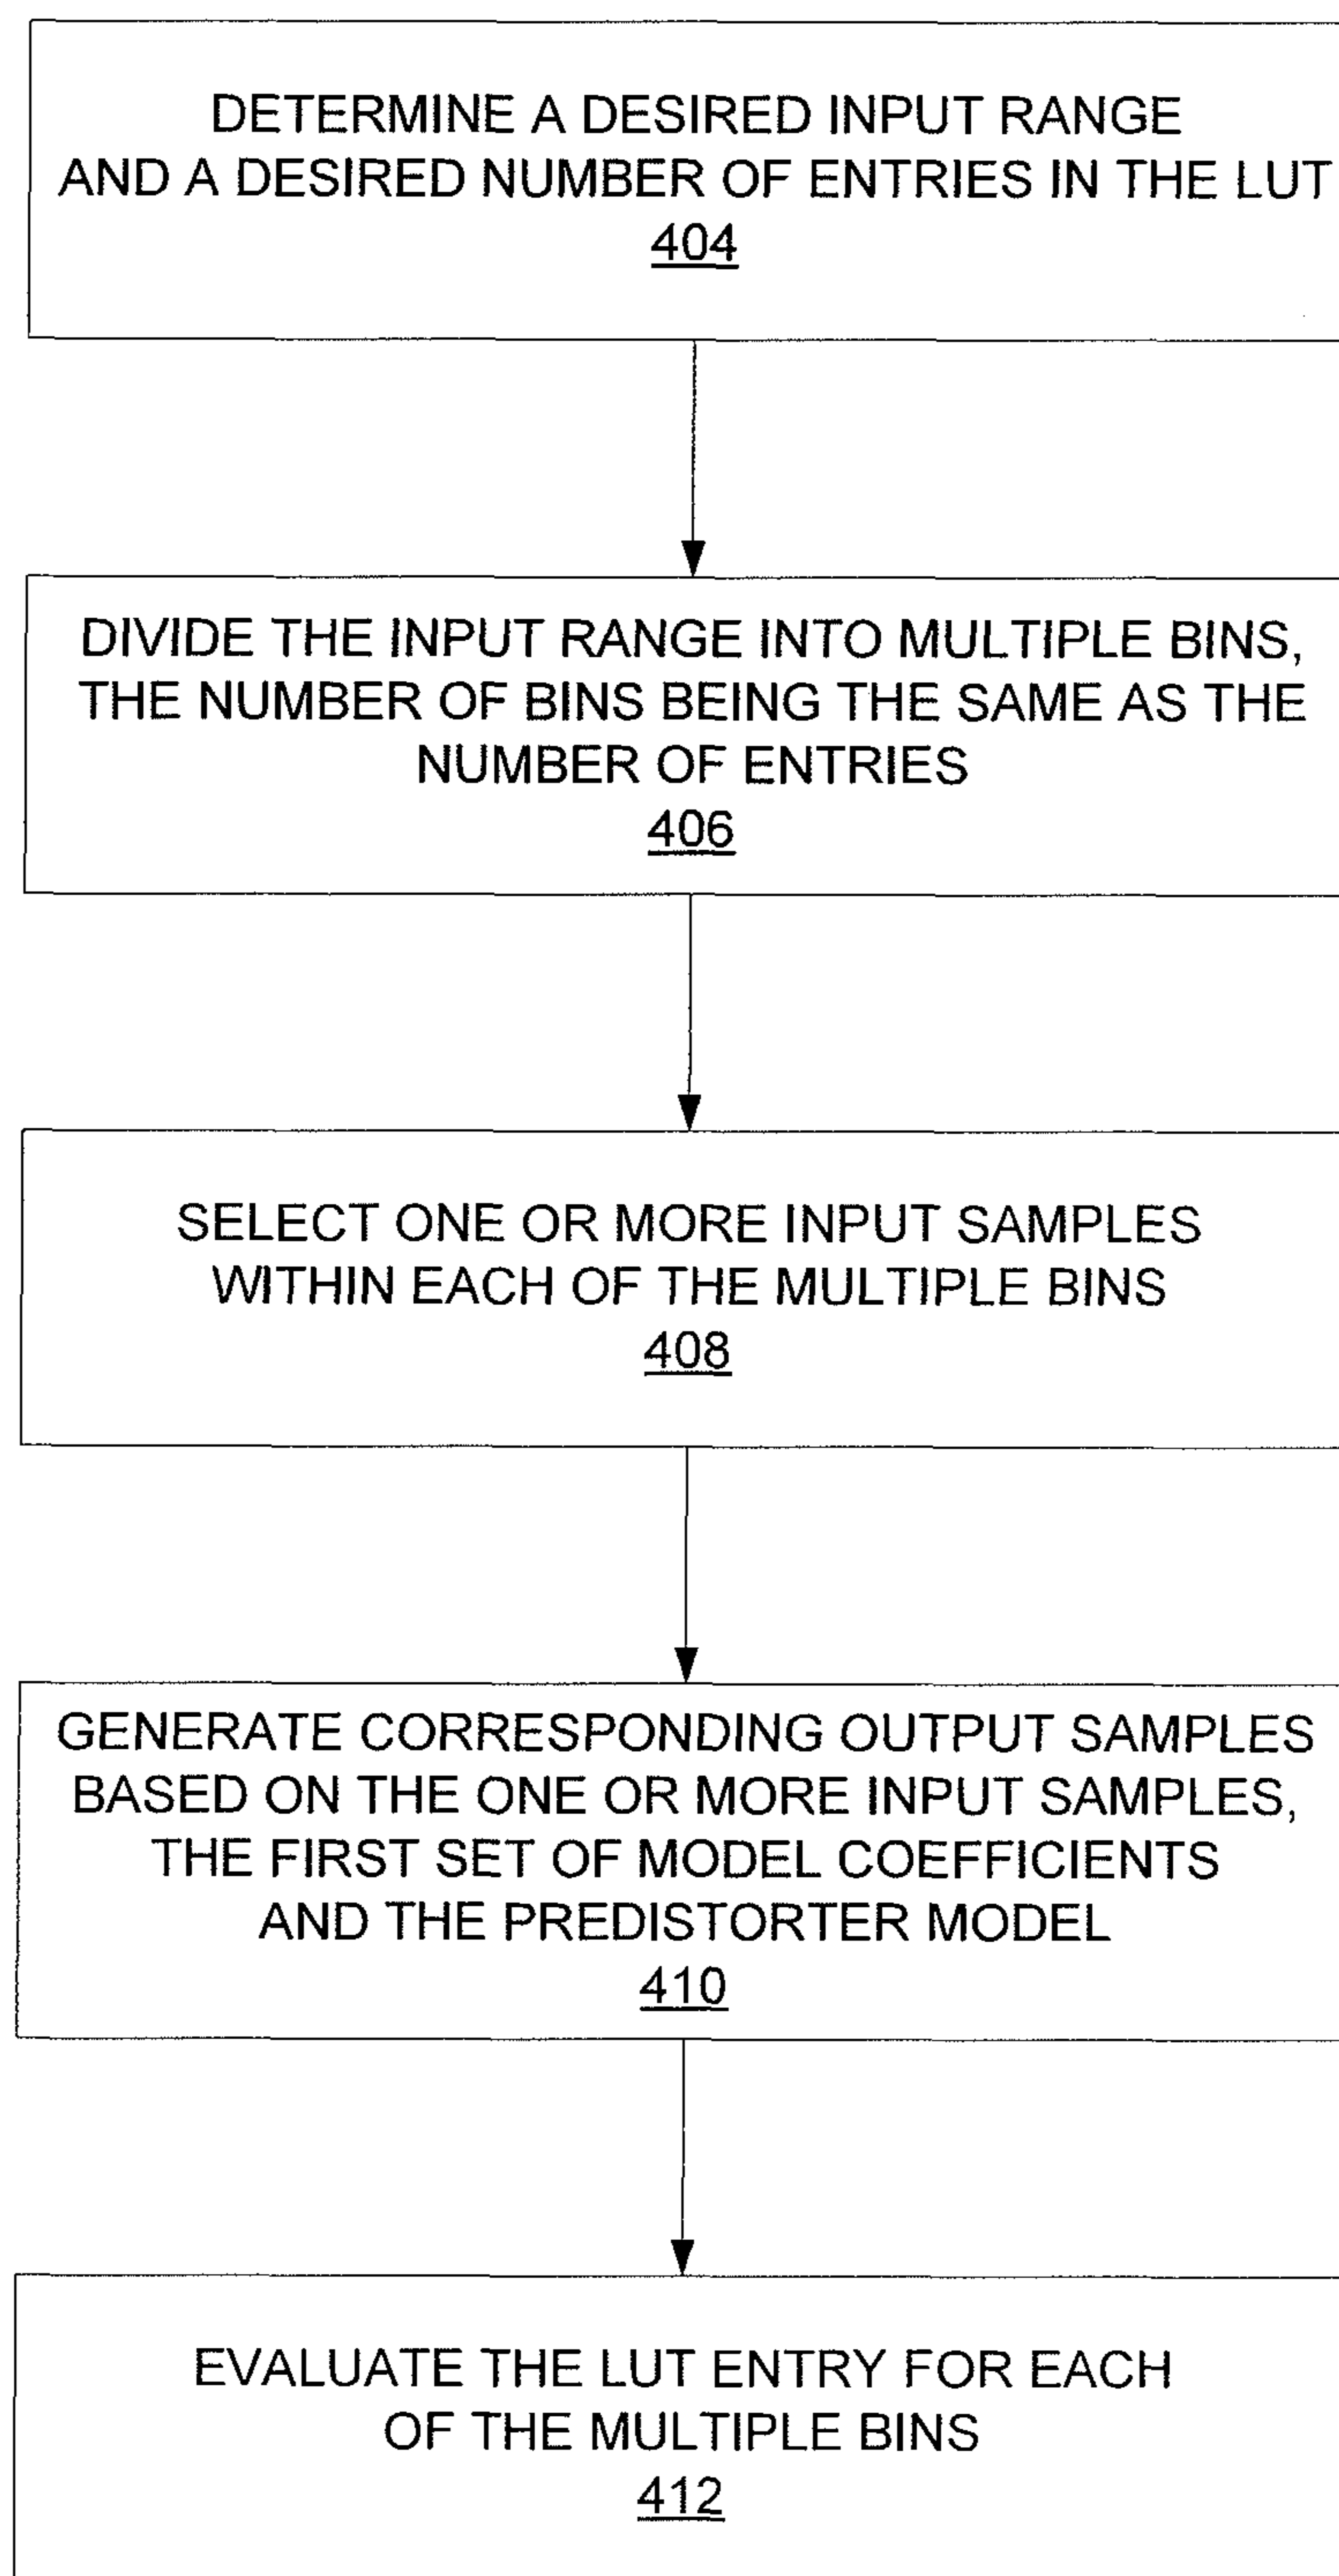 DETERMINE A DESIRED INPUT RANGE
AND A DESIRED NUMBER OF ENTRIES IN THE LUT
404
DIVIDE THE INPUT RANGE INTO MULTIPLE BINS,
THE NUMBER OF BINS BEING THE SAME AS THE
NUMBER OF ENTRIES
406
SELECT ONE OR MORE INPUT SAMPLES
WITHIN EACH OF THE MULTIPLE BINS
408
GENERATE CORRESPONDING OUTPUT SAMPLES
BASED ON THE ONE OR MORE INPUT SAMPLES,
THE FIRST SET OF MODEL COEFFICIENTS
AND THE PREDISTORTER MODEL
410
EVALUATE THE LUT ENTRY FOR EACH
OF THE MULTIPLE BINS
412